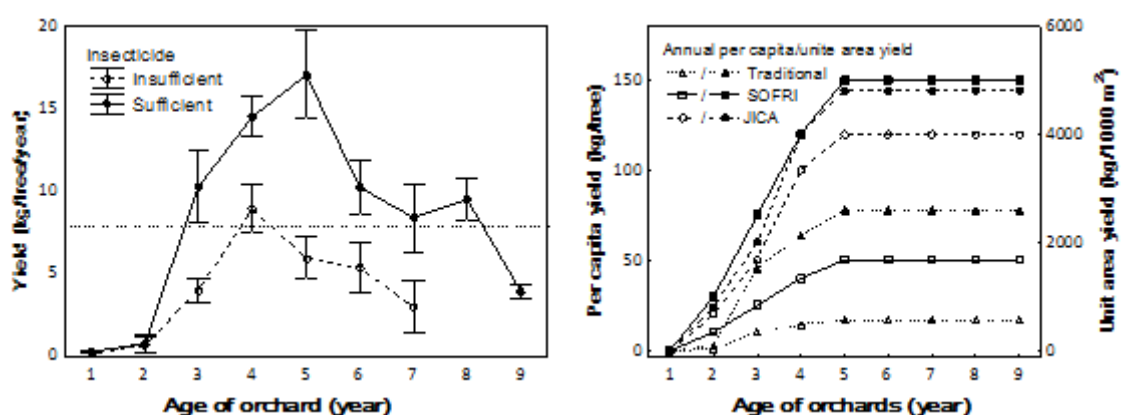 20
15
10
5
0
Yield (kg/tree/year)
Insecticide
Insufficient
Sufficient
1 2 3 4 5 6 7 8 9
Age of orchard (year)
150
100
50
0
Per capita yield (kg/tree)
Annual per capita/unite area yield
/ Traditional
/ SOFRI
/ JICA
6000
4000
2000
0
Unit area yield (kg/1000 m²)
1 2 3 4 5 6 7 8 9
Age of orchards (year)